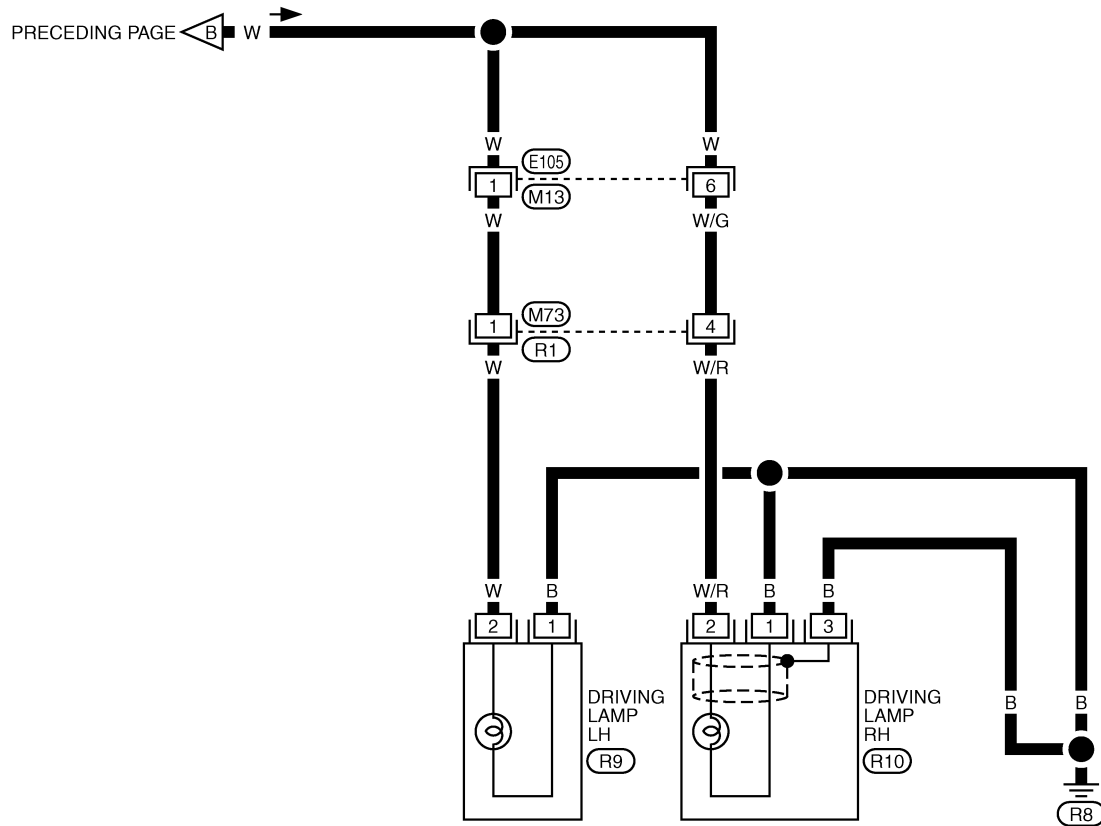 PRECEDING PAGE B W
W W
E105
1 6
M13
W W/G
M73
1 4
R1
W W/R
W B W/R B B
2 1 2 1 3
DRIVING
LAMP
LH
R9
DRIVING
LAMP
RH
R10
B B
R8